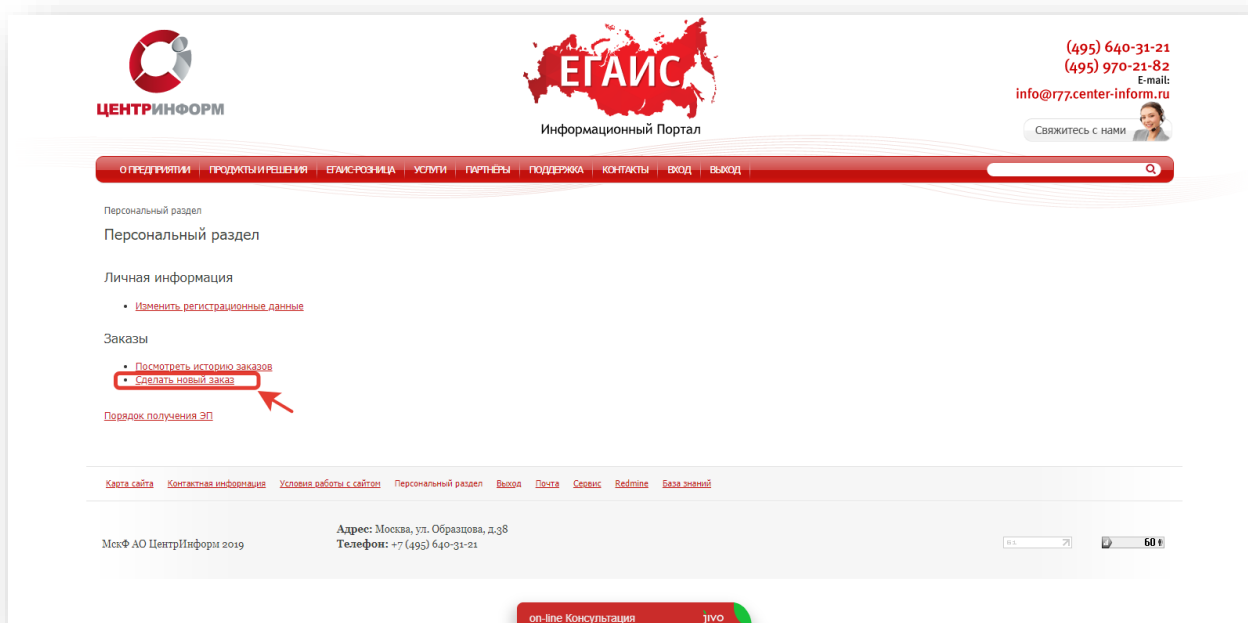 ЦЕНТРИНФОРМ
ЕГАИС
Информационный Портал
(495) 640-31-21
(495) 970-21-82
E-mail:
info@r77.center-inform.ru
Свяжитесь с нами
О ПРЕДПРИЯТИИ ПРОДУКТЫ И РЕШЕНИЯ ЕГАИС-РОЗНИЦА УСЛУГИ ПАРТНЁРЫ ПОДДЕРЖКА КОНТАКТЫ ВХОД ВЫХОД
Персональный раздел
Персональный раздел
Личная информация
Изменить регистрационные данные
Заказы
Посмотреть историю заказов
Сделать новый заказ
Порядок получения ЭП
Карта сайта Контактная информация Условия работы с сайтом Персональный раздел Выход Почта Сервис Redmine База знаний
Адрес: Москва, ул. Образцова, д.38
МскФ АО ЦентрИнформ 2019 Телефон: +7 (495) 640-31-21
60
on-line Консультация jivo